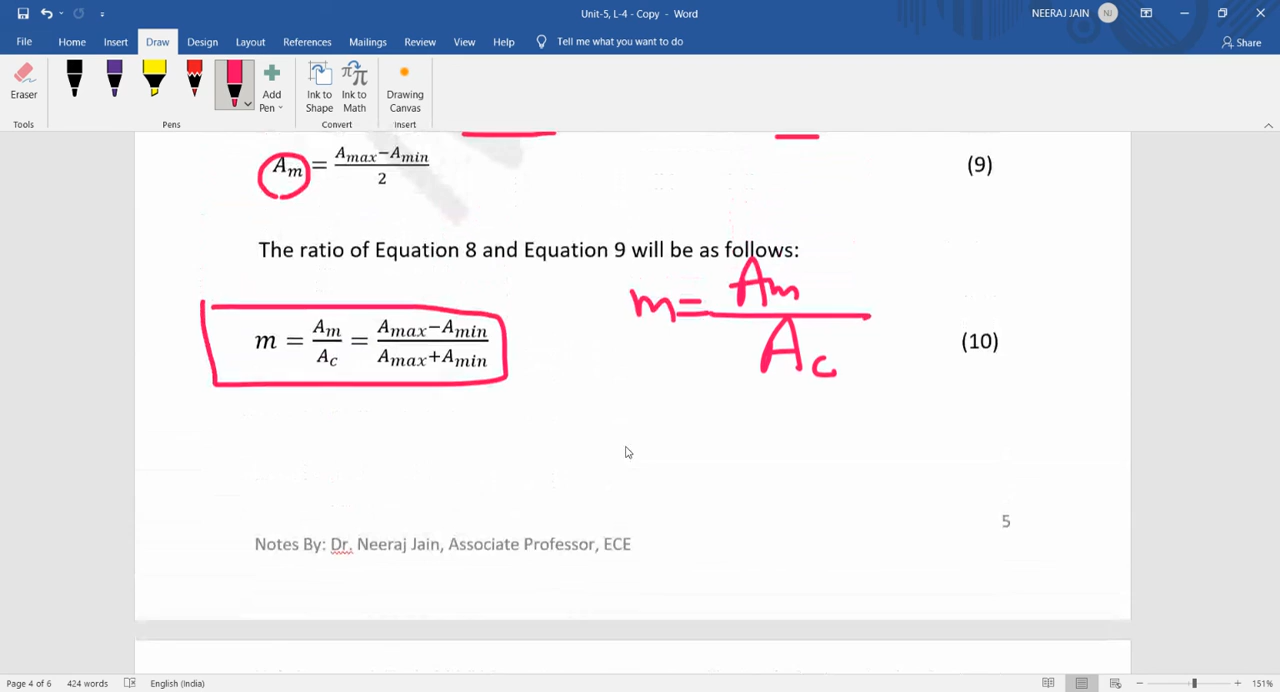 Unit-5, L-4 - Copy - Word
NEERAJ JAIN NJ
File Home Insert Draw Design Layout References Mailings Review View Help Tell me what you want to do Share
Eraser Add Pen Ink to Shape Ink to Math Drawing Canvas
Tools Pens Convert Insert
A_m = (A_max−A_min)/2 (9)
The ratio of Equation 8 and Equation 9 will be as follows:
m = A_m/A_c = (A_max−A_min)/(A_max+A_min) (10)
m = A_m/A_c
5
Notes By: Dr. Neeraj Jain, Associate Professor, ECE
Page 4 of 6 424 words English (India) 151%